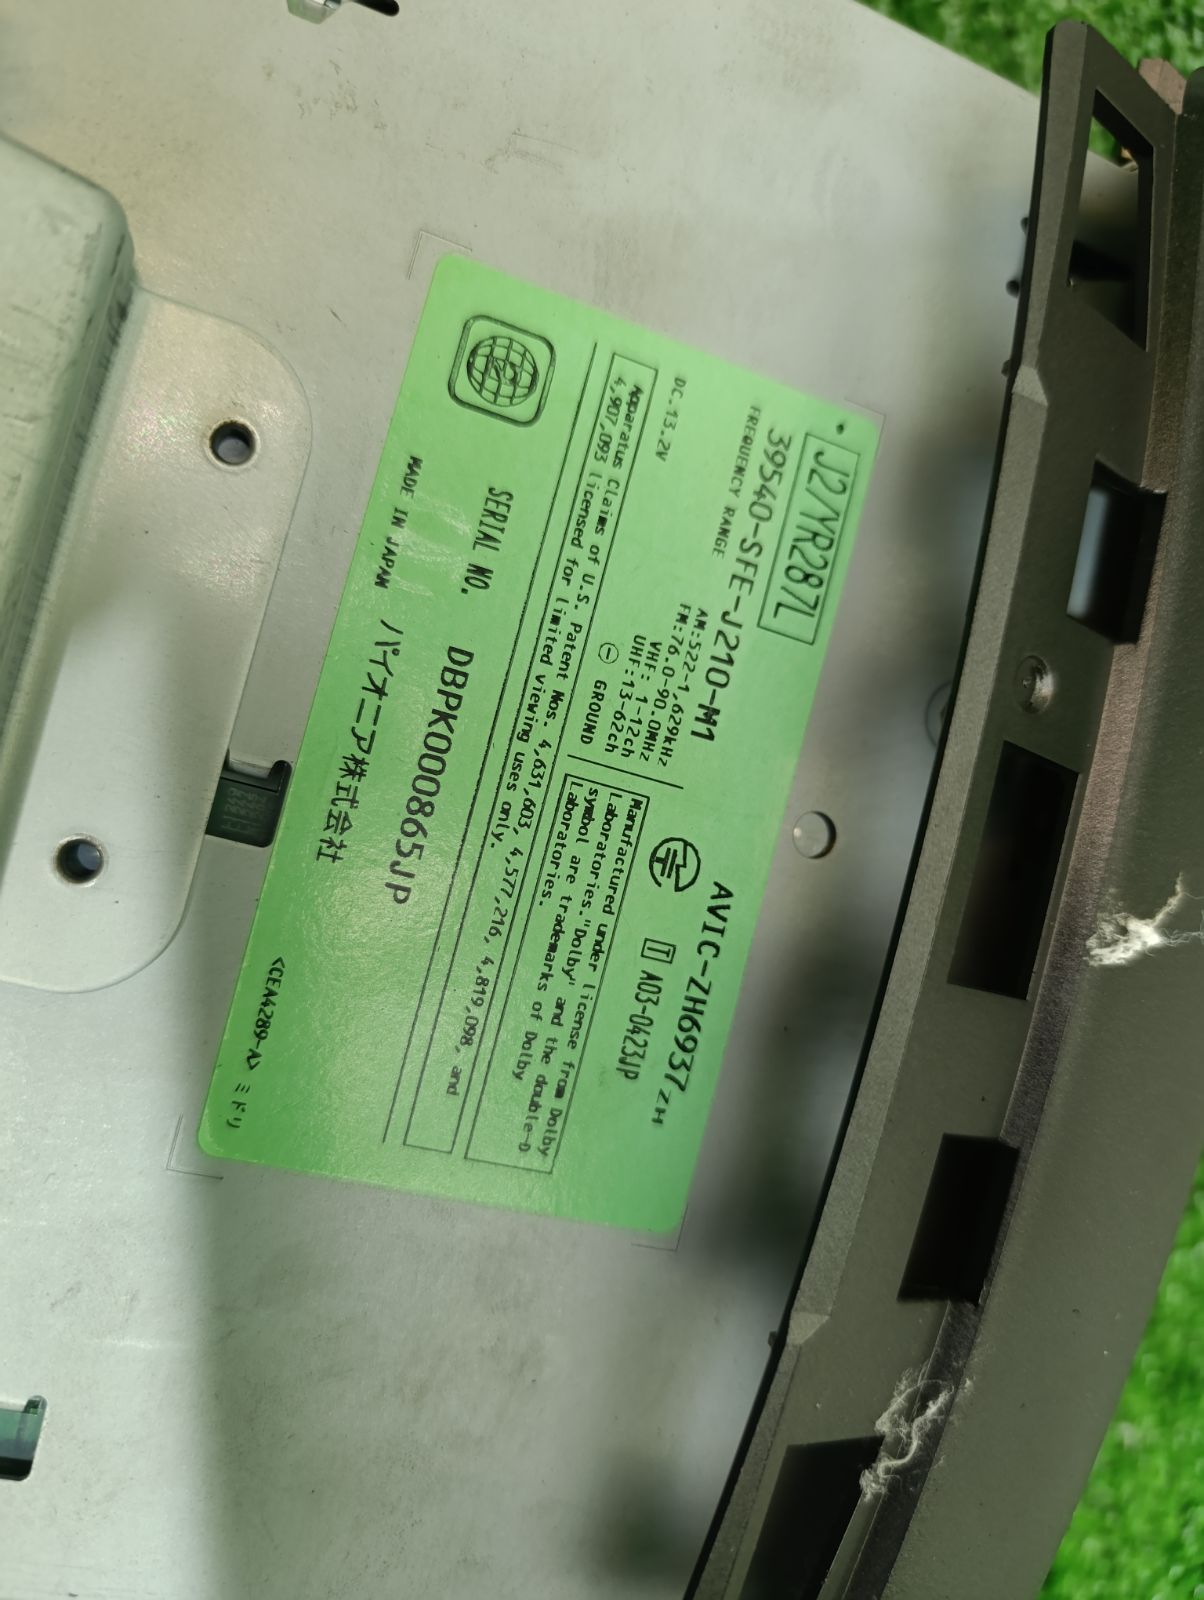 J2/YR287L
39540-SFE-J210-M1
AVIC-ZH6937ZH
FREQUENCY RANGE
AM:522-1,629kHz
FM:76.0-90.0MHz
VHF: 1-12ch
UHF:13-62ch
A03-0423JP
DC-13.2V
⊖ GROUND
Manufactured under license from Dolby
Laboratories."Dolby" and the double-D
symbol are trademarks of Dolby
Laboratories.
Apparatus Claims of U.S. Patent Nos. 4,631,603, 4,577,216, 4,819,098, and
4,907,093 licensed for limited viewing uses only.
2
SERIAL NO. DBPK000865JP
MADE IN JAPAN パイオニア株式会社
<CEA4289-A> ミドリ